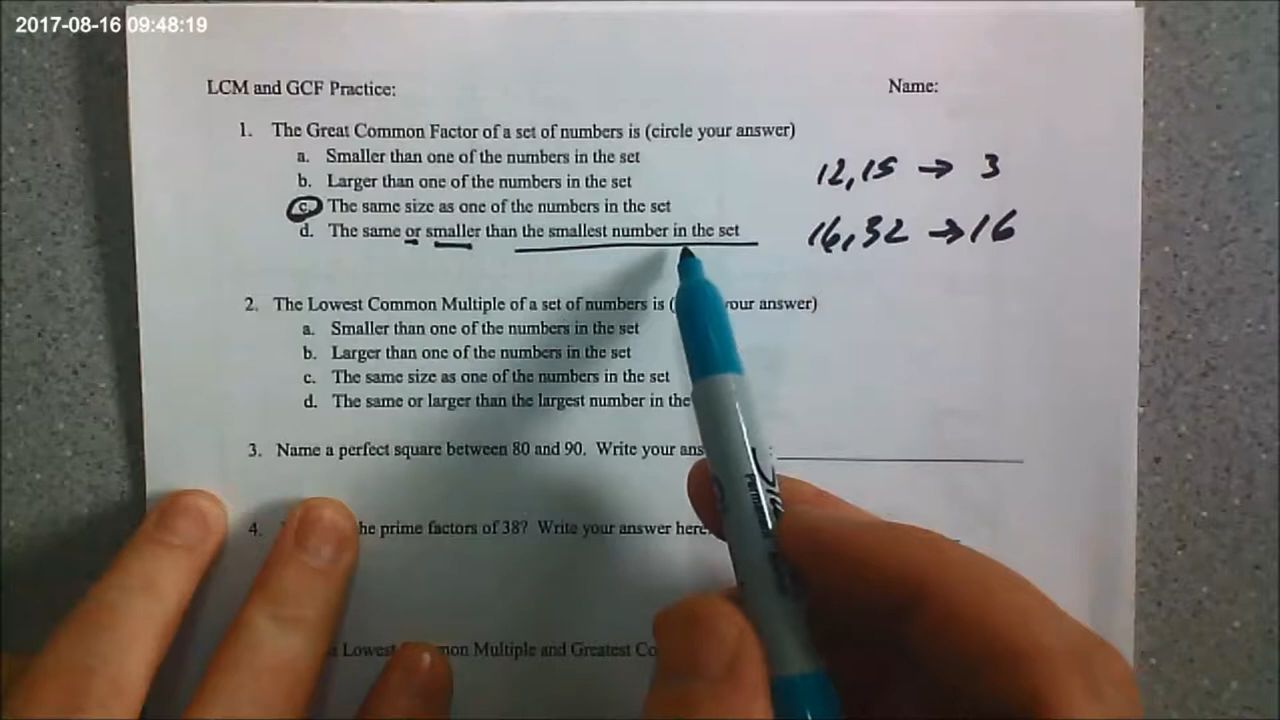 2017-08-16 09:48:19
LCM and GCF Practice: Name:
1. The Great Common Factor of a set of numbers is (circle your answer)
a. Smaller than one of the numbers in the set
b. Larger than one of the numbers in the set
c. The same size as one of the numbers in the set
d. The same or smaller than the smallest number in the set
12,15 → 3
16,32 → 16
2. The Lowest Common Multiple of a set of numbers is ( your answer)
a. Smaller than one of the numbers in the set
b. Larger than one of the numbers in the set
c. The same size as one of the numbers in the set
d. The same or larger than the largest number in the
3. Name a perfect square between 80 and 90. Write your :
4. he prime factors of 38? Write your answer here
Lowest mon Multiple and Greatest Co